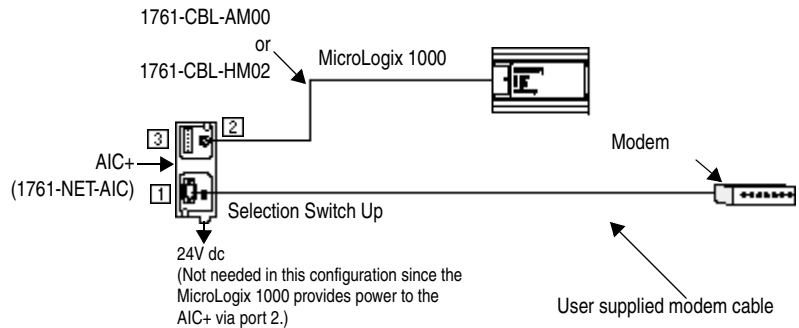 1761-CBL-AM00
or
1761-CBL-HM02
MicroLogix 1000
3
2
AIC+
(1761-NET-AIC)
1
Modem
Selection Switch Up
24V dc
(Not needed in this configuration since the
MicroLogix 1000 provides power to the
AIC+ via port 2.)
User supplied modem cable